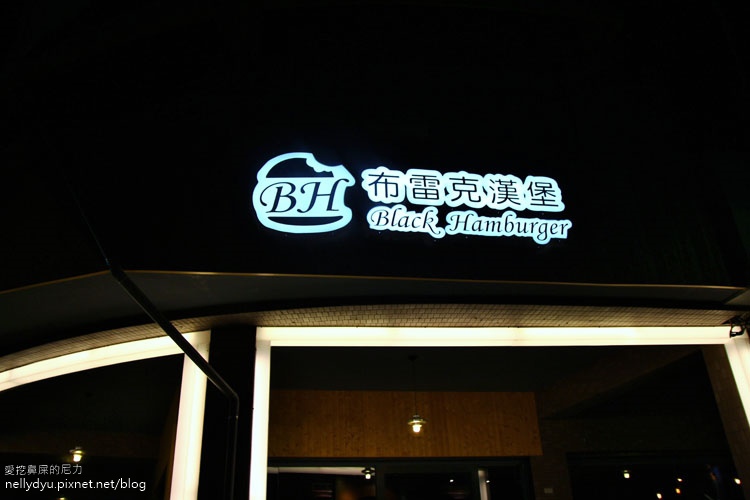 BH
布雷克漢堡
Black Hamburger
愛挖鼻屎的尼力
nellydyu.pixnet.net/blog